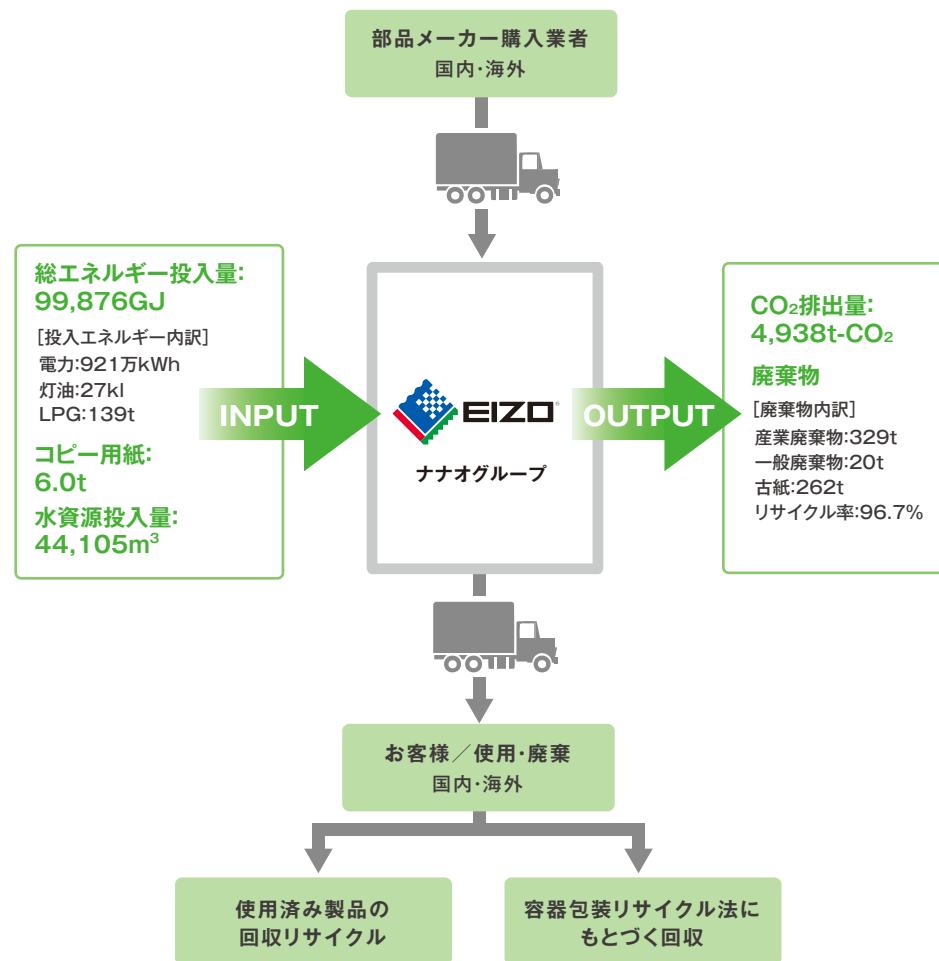 部品メーカー購入業者
国内・海外
総エネルギー投入量:
99,876GJ
［投入エネルギー内訳］
電力:921万kWh
灯油:27kl
LPG:139t
コピー用紙:
6.0t
水資源投入量:
44,105m³
INPUT
EIZO®
ナナオグループ
OUTPUT
CO₂排出量:
4,938t-CO₂
廃棄物
［廃棄物内訳］
産業廃棄物:329t
一般廃棄物:20t
古紙:262t
リサイクル率:96.7%
お客様／使用・廃棄
国内・海外
使用済み製品の
回収リサイクル
容器包装リサイクル法に
もとづく回収